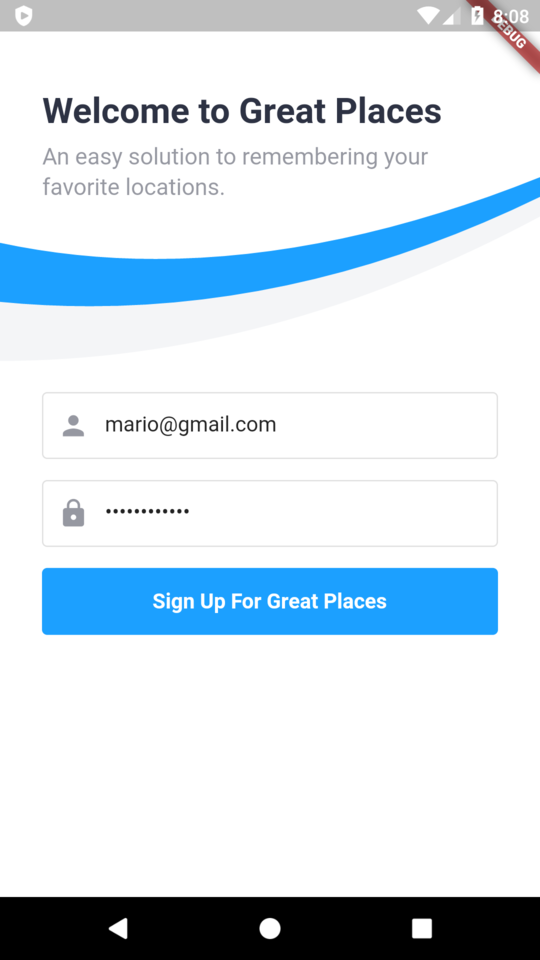 8:08
DEBUG
Welcome to Great Places
An easy solution to remembering your
favorite locations.
mario@gmail.com
••••••••••••
Sign Up For Great Places